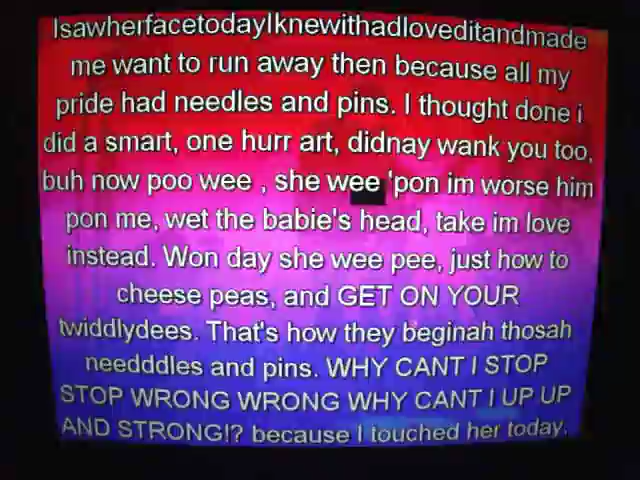 IsawherfacetodayIknewithadloveditandmade
me want to run away then because all my
pride had needles and pins. I thought done i
did a smart, one hurr art, didnay wank you too,
buh now poo wee , she wee 'pon im worse him
pon me, wet the babie's head, take im love
instead. Won day she wee pee, just how to
cheese peas, and GET ON YOUR
twiddlydees. That's how they beginah thosah
needddles and pins. WHY CANT I STOP
STOP WRONG WRONG WHY CANT I UP UP
AND STRONG!? because I touched her today.